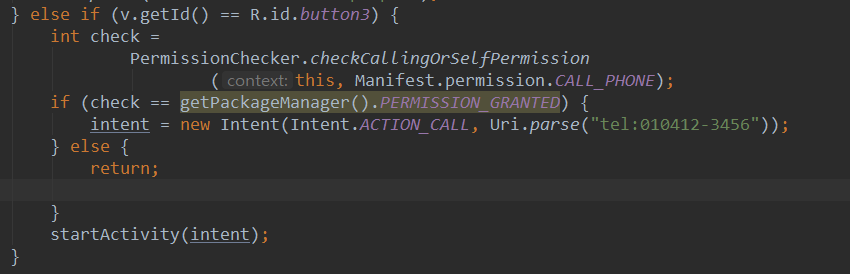 } else if (v.getId() == R.id.button3) {
int check =
PermissionChecker.checkCallingOrSelfPermission
( context: this, Manifest.permission.CALL_PHONE);
if (check == getPackageManager().PERMISSION_GRANTED) {
intent = new Intent(Intent.ACTION_CALL, Uri.parse("tel:010412-3456"));
} else {
return;
}
startActivity(intent);
}